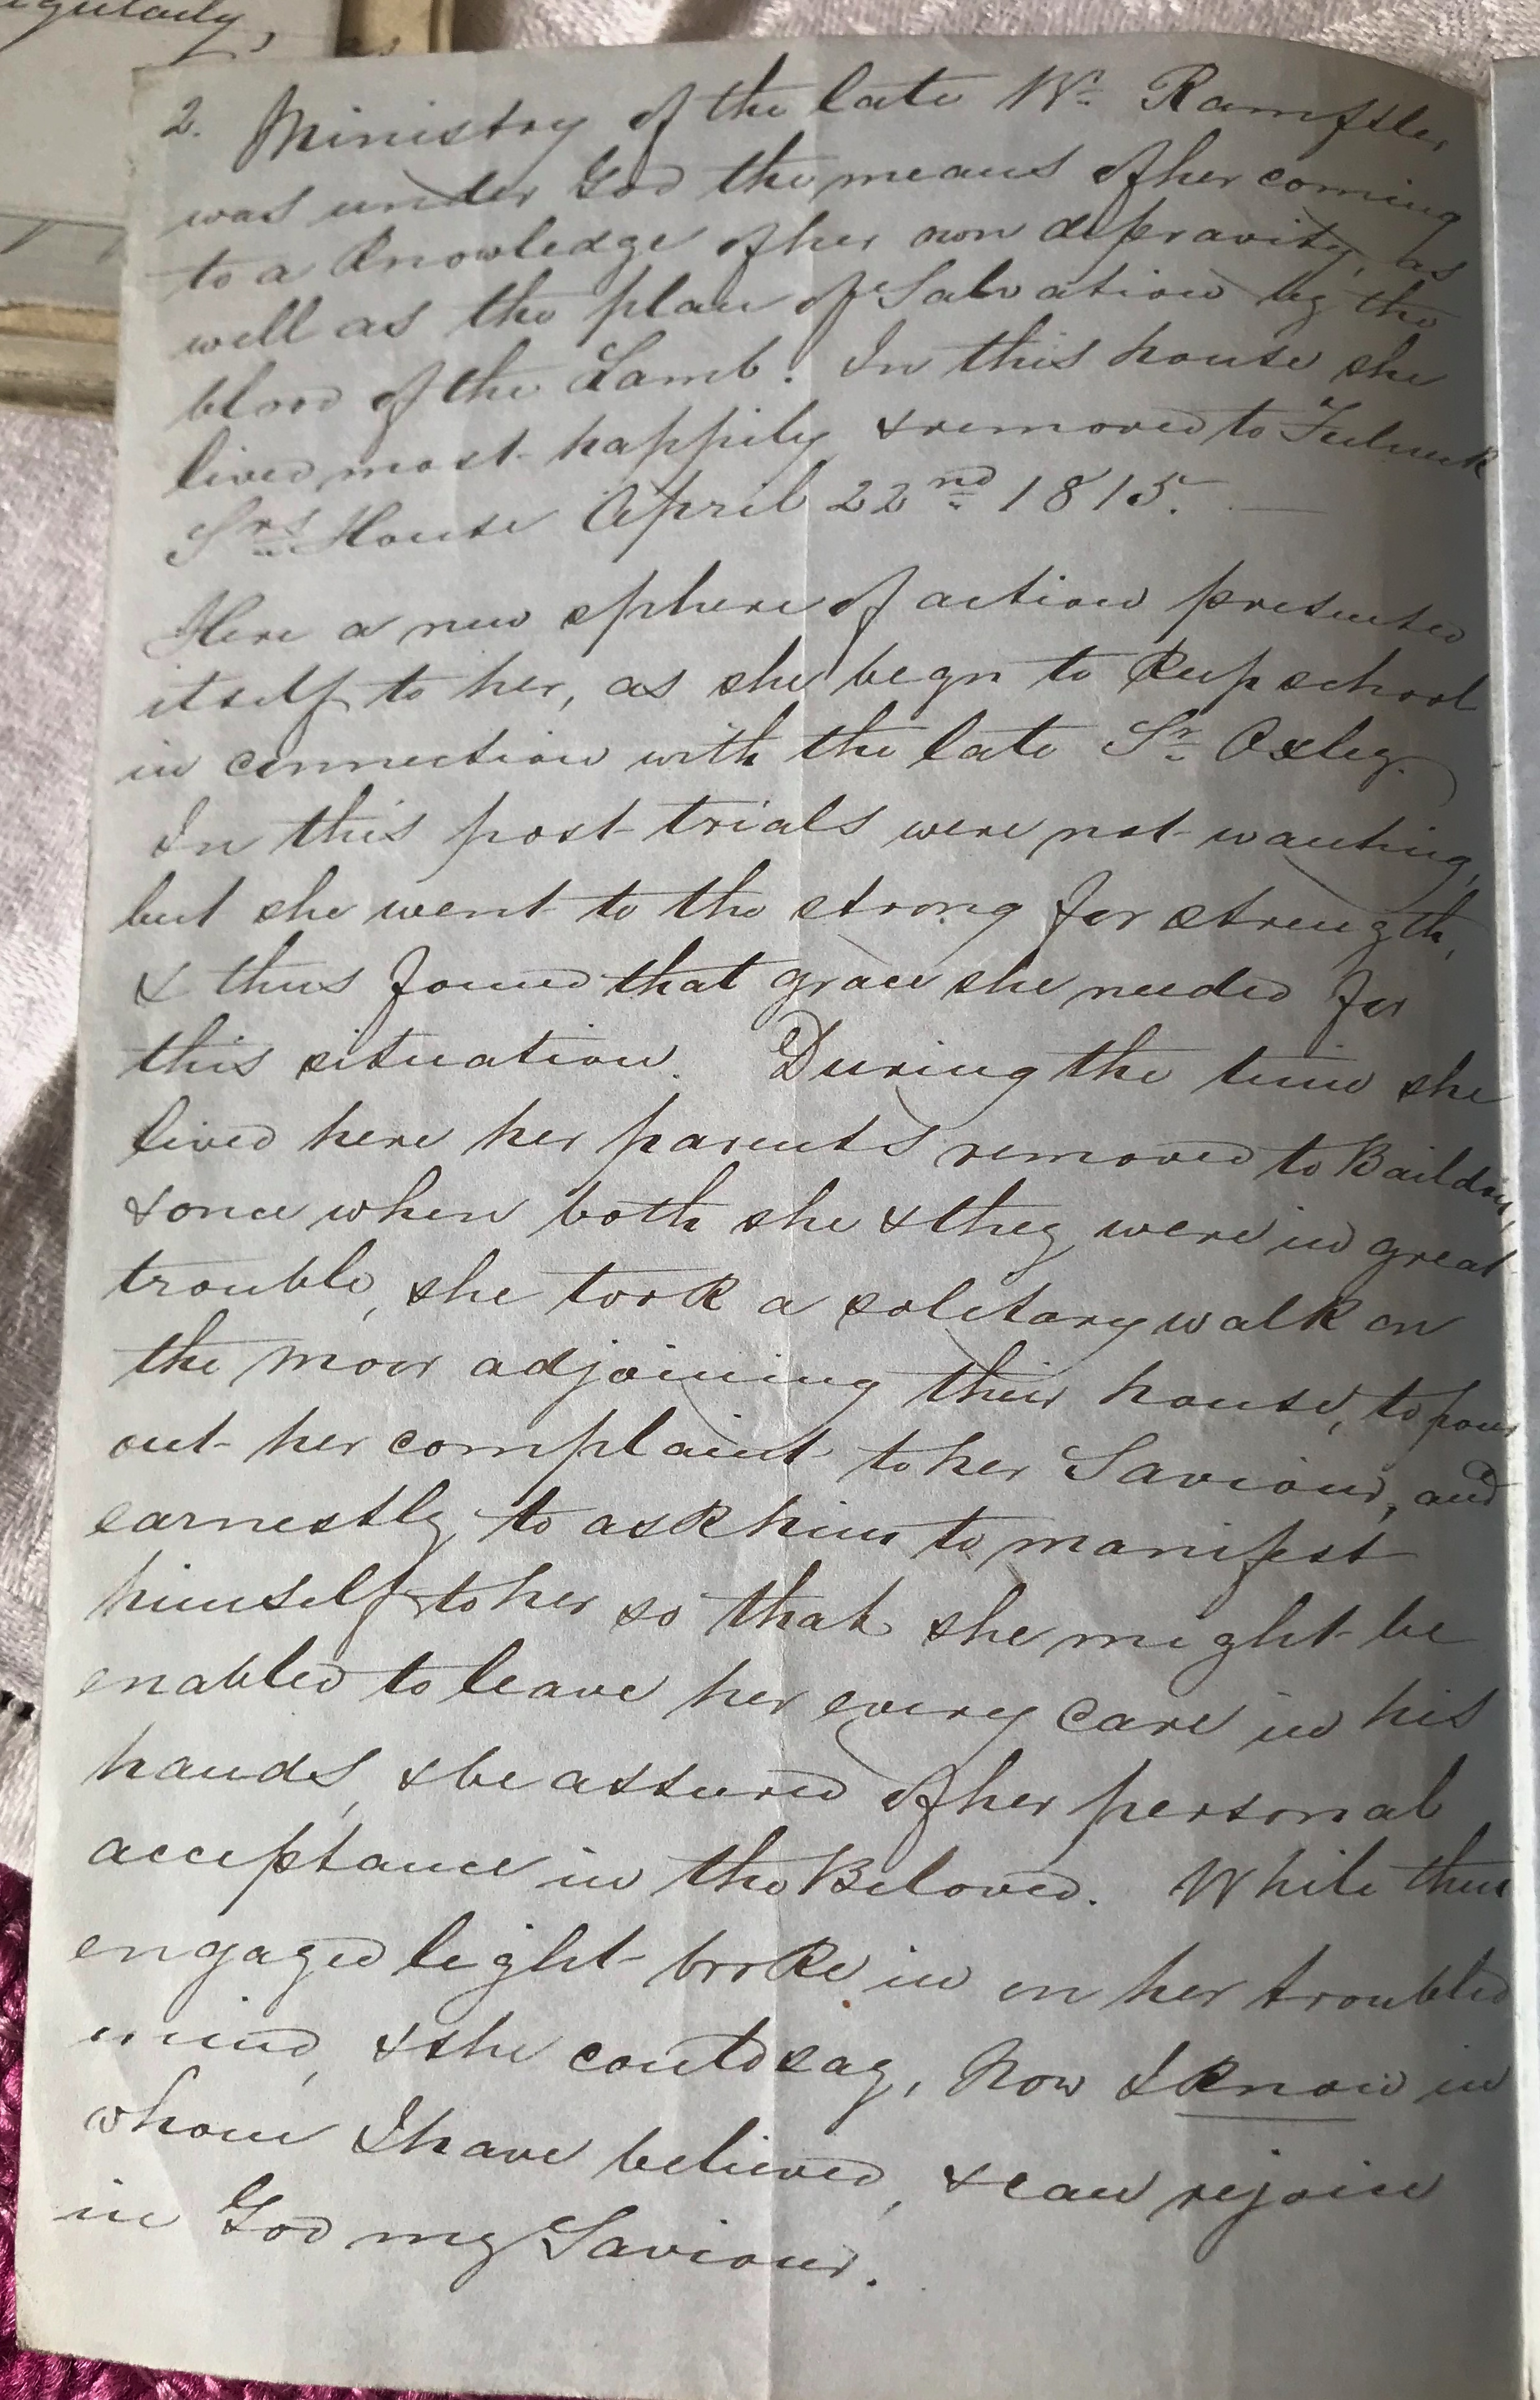 gularly,
2. Ministry of the late Wm. Ramftler,
was under God the means of her coming
to a knowledge of her own depravity, as
well as the plan of Salvation by the
blood of the Lamb. In this house she
lived most happily & removed to Fulneck
Srs. House April 22nd 1815. —
Here a new sphere of action presented
itself to her, as she begn to keep school
in connection with the late Sr. Oxley.
In this post trials were not wanting,
but she went to the strong for strength,
& thus found that grace she needed for
this situation. During the time she
lived here her parents removed to Baildon,
& once when both she & they were in great
trouble, she took a solitary walk on
the moor adjoining their house, to pour
out her complaint to her Saviour, and
earnestly to ask him to manifest
himself to her so that she might be
enabled to leave her every care in his
hands, & be assured of her personal
acceptance in the Beloved. While thus
engaged light broke in on her troubled
mind, & she could say, Now I know in
whom I have believed, & can rejoice
in God my Saviour.